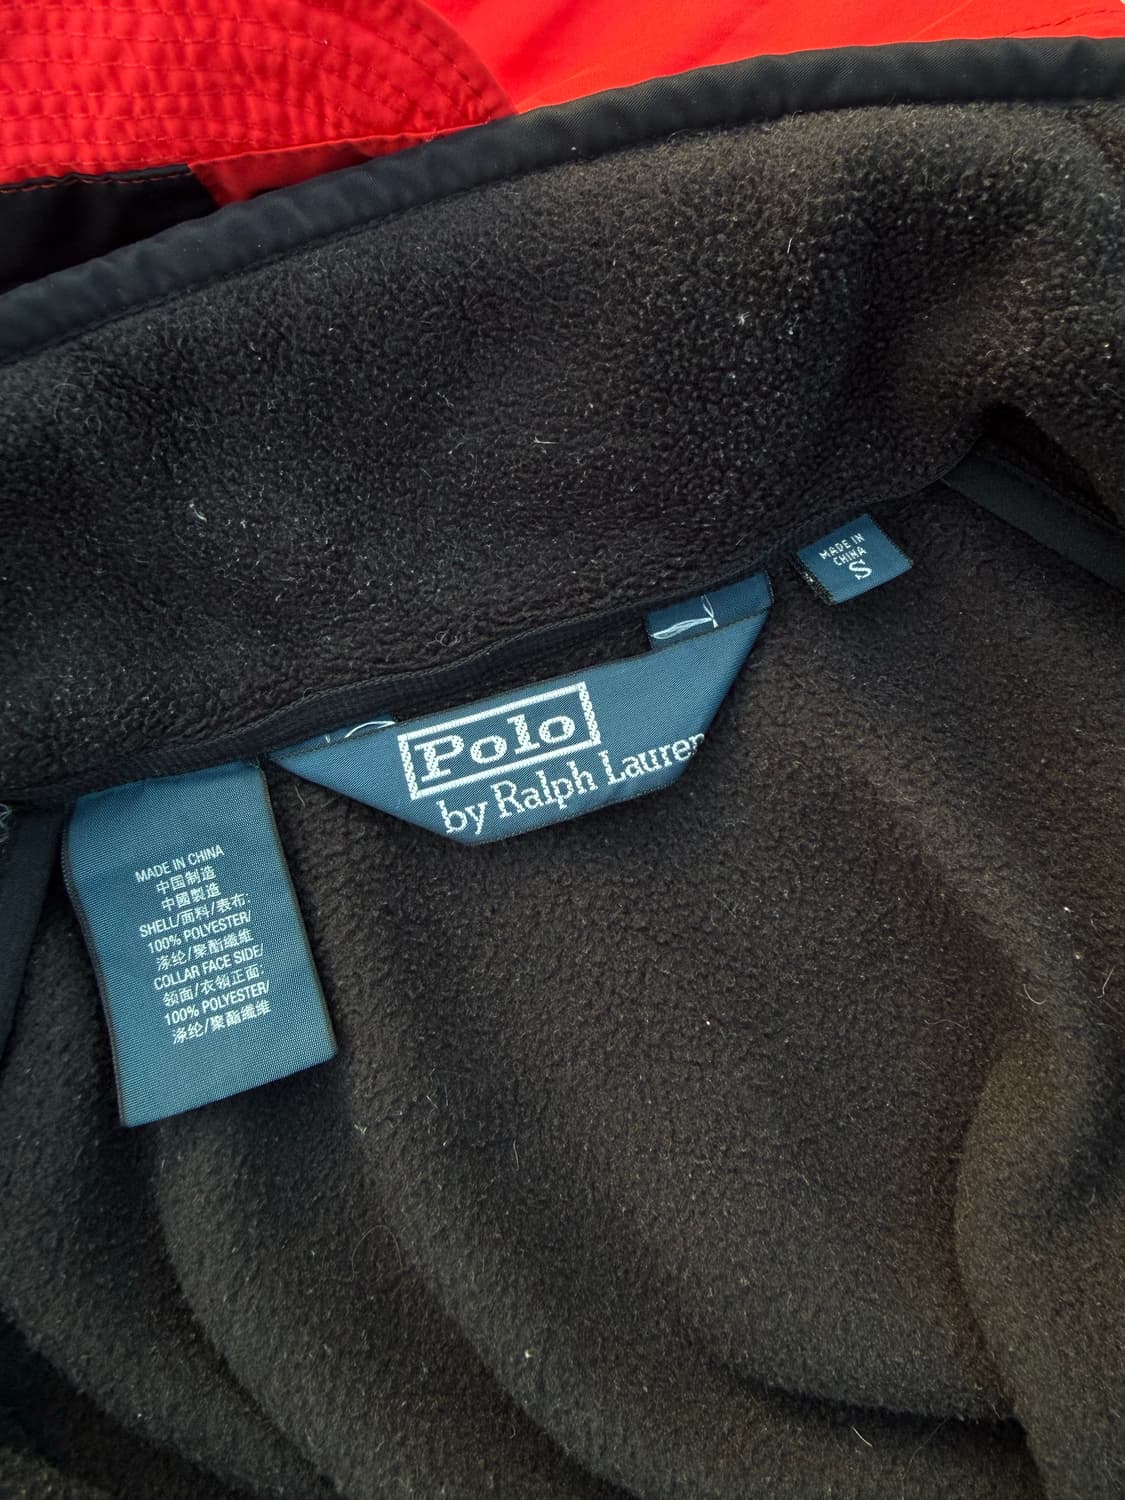 MADE IN
CHINA
S
Polo
by Ralph Lauren
MADE IN CHINA
中国制造
中國製造
SHELL/面料/表布:
100% POLYESTER/
涤纶/聚酯纖維
COLLAR FACE SIDE/
领面/衣領正面:
100% POLYESTER/
涤纶/聚酯纖維